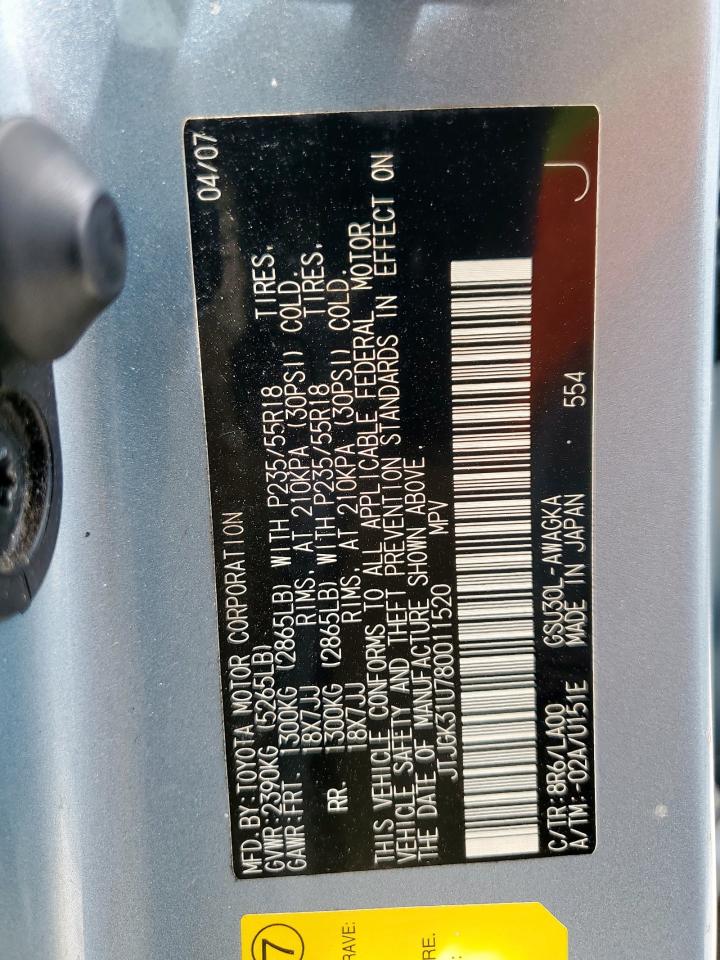 MFD. BY: TOYOTA MOTOR CORPORATION 04/07
GVWR: 2390KG (5265LB)
GAWR: FRT. 1300KG (2865LB) WITH P235/55R18 TIRES,
18X7JJ RIMS, AT 210KPA (30PSI) COLD.
RR. 1300KG (2865LB) WITH P235/55R18 TIRES,
18X7JJ RIMS, AT 210KPA (30PSI) COLD.
THIS VEHICLE CONFORMS TO ALL APPLICABLE FEDERAL MOTOR
VEHICLE SAFETY AND THEFT PREVENTION STANDARDS IN EFFECT ON
THE DATE OF MANUFACTURE SHOWN ABOVE.
JTJGK31U780011520 MPV
C/TR: 8R6/LA00 GSU30L-AWAGKA
A/TM: -02A/U151E MADE IN JAPAN 554 J
7
RAVE:
RE.